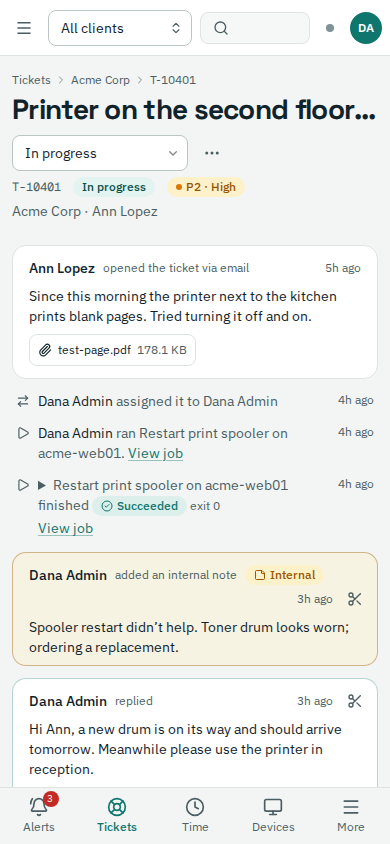 All clients
DA
Tickets > Acme Corp > T-10401
Printer on the second floor...
In progress
T-10401 In progress P2 · High
Acme Corp · Ann Lopez
Ann Lopez opened the ticket via email 5h ago
Since this morning the printer next to the kitchen
prints blank pages. Tried turning it off and on.
test-page.pdf 178.1 KB
Dana Admin assigned it to Dana Admin 4h ago
Dana Admin ran Restart print spooler on 4h ago
acme-web01. View job
Restart print spooler on acme-web01 4h ago
finished Succeeded exit 0
View job
Dana Admin added an internal note Internal
3h ago
Spooler restart didn’t help. Toner drum looks worn;
ordering a replacement.
Dana Admin replied 3h ago
Hi Ann, a new drum is on its way and should arrive
tomorrow. Meanwhile please use the printer in
reception.
3
Alerts Tickets Time Devices More